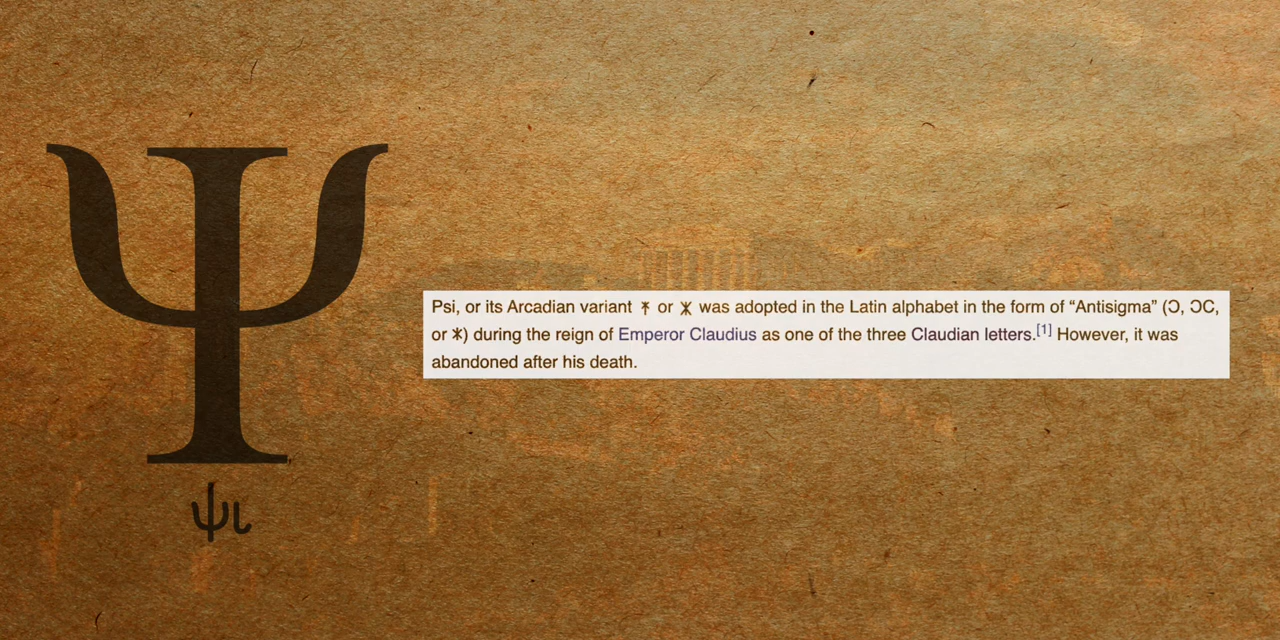 Ψ
ψι
Psi, or its Arcadian variant 𐊵 or ᛯ was adopted in the Latin alphabet in the form of “Antisigma” (Ↄ, ↃC,
or 𐌟) during the reign of Emperor Claudius as one of the three Claudian letters.[1] However, it was
abandoned after his death.